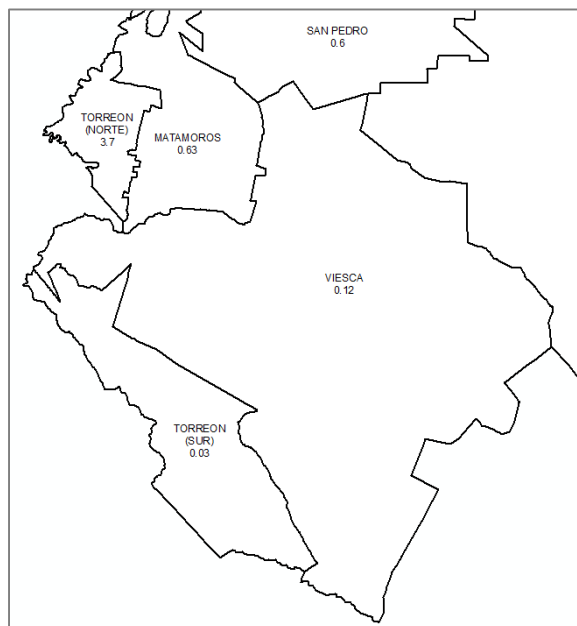 SAN PEDRO
0.6
TORREON
(NORTE)
3.7
MATAMOROS
0.63
VIESCA
0.12
TORREON
(SUR)
0.03